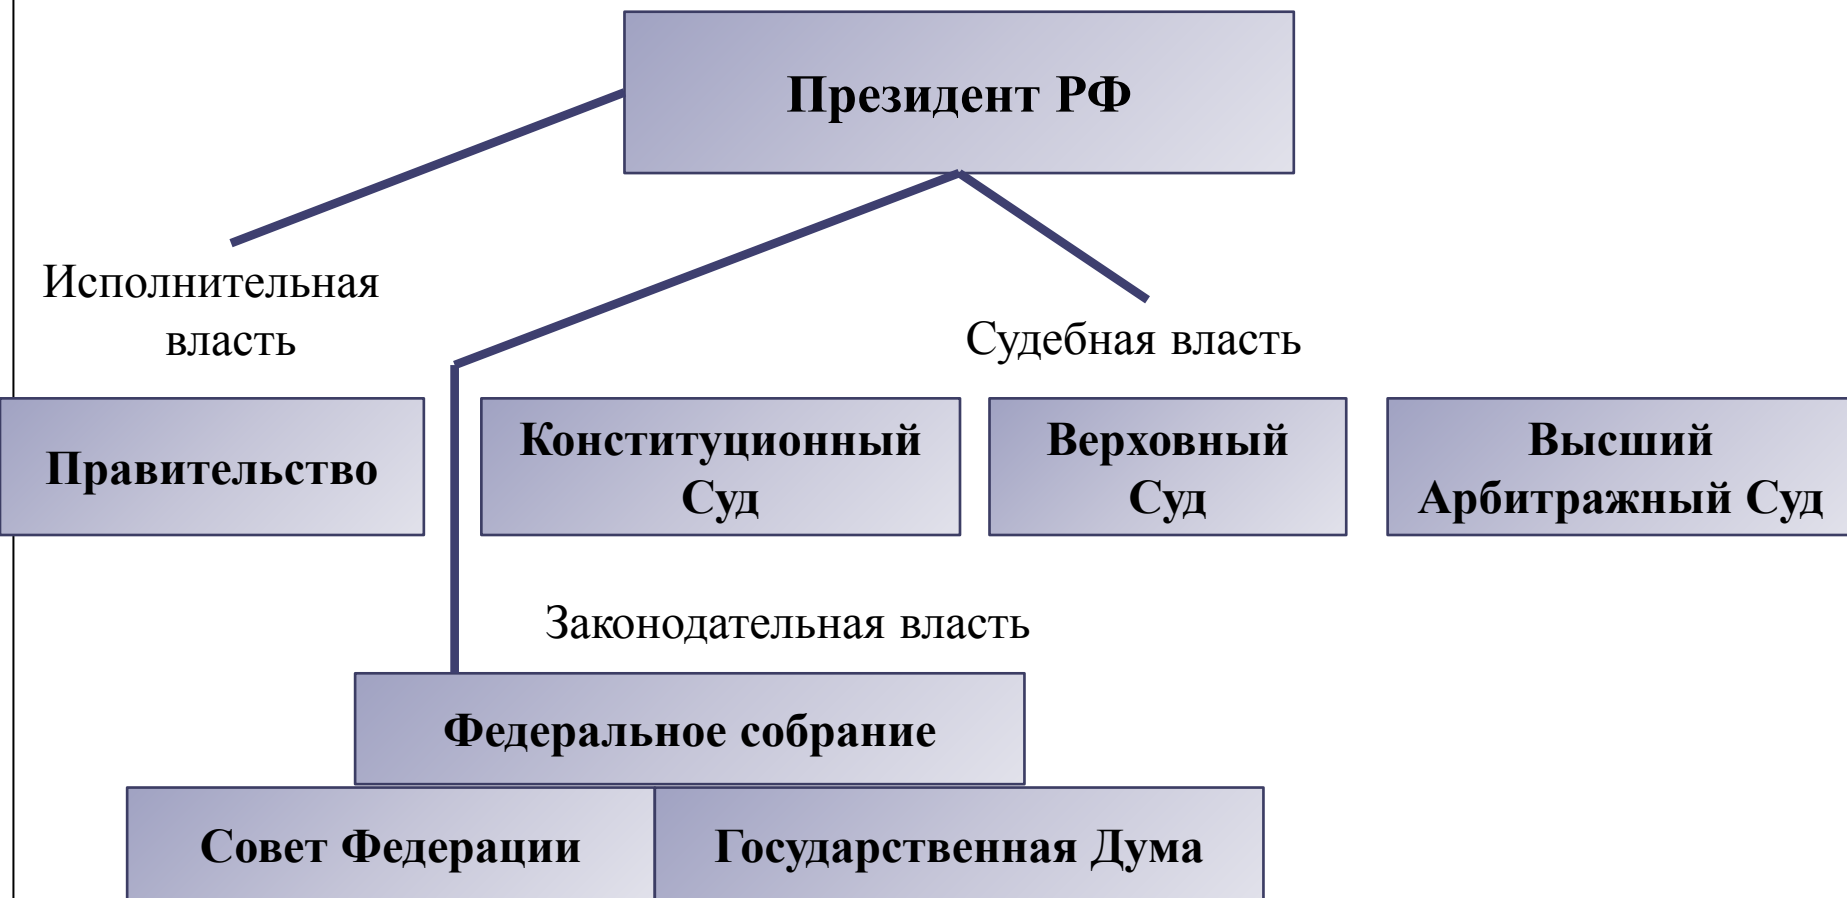 Президент РФ
Исполнительная
власть
Судебная власть
Правительство
Конституционный
Суд
Верховный
Суд
Высший
Арбитражный Суд
Законодательная власть
Федеральное собрание
Совет Федерации
Государственная Дума